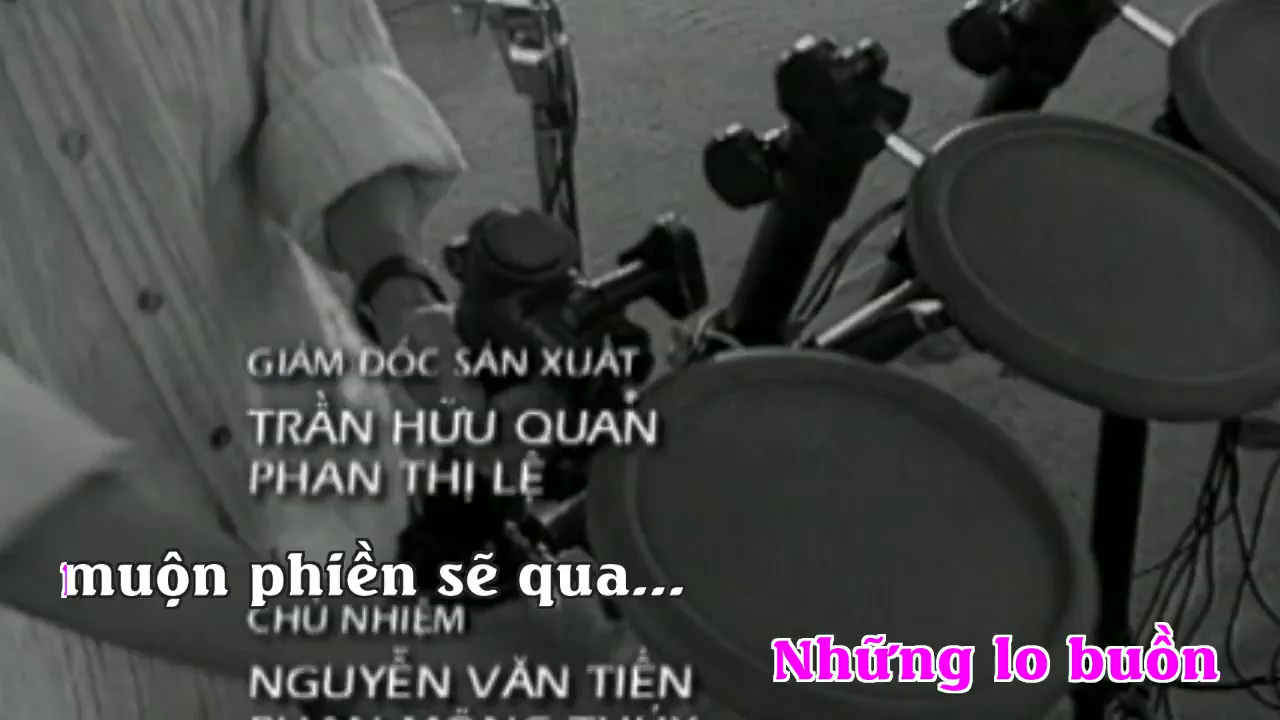 GIÁM ĐỐC SẢN XUẤT
TRẦN HỮU QUAN
PHAN THỊ LỆ
muộn phiền sẽ qua...
CHỦ NHIỆM
Những lo buồn
NGUYỄN VĂN TIẾN